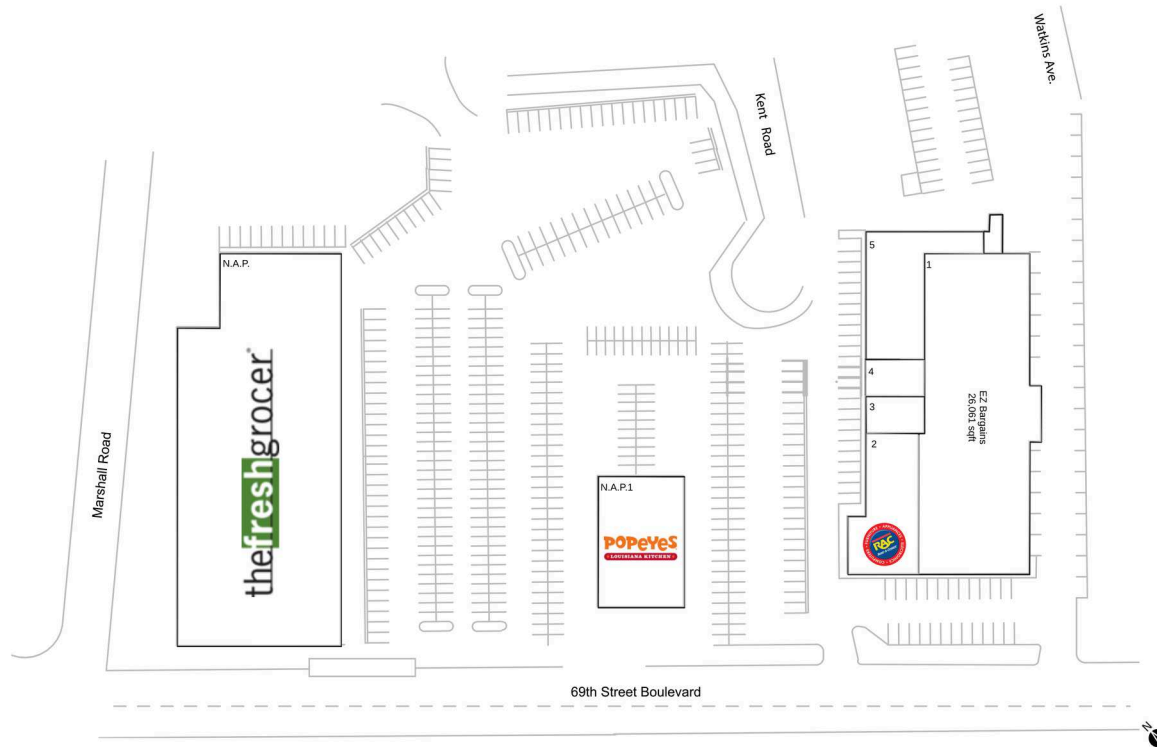 Watkins Ave.
Kent Road
N.A.P.
5
1
4
3
2
EZ Bargains
26,061 sqft
thefreshgrocer®
N.A.P.1
POPEYES
LOUISIANA KITCHEN
RAC
Marshall Road
69th Street Boulevard
N